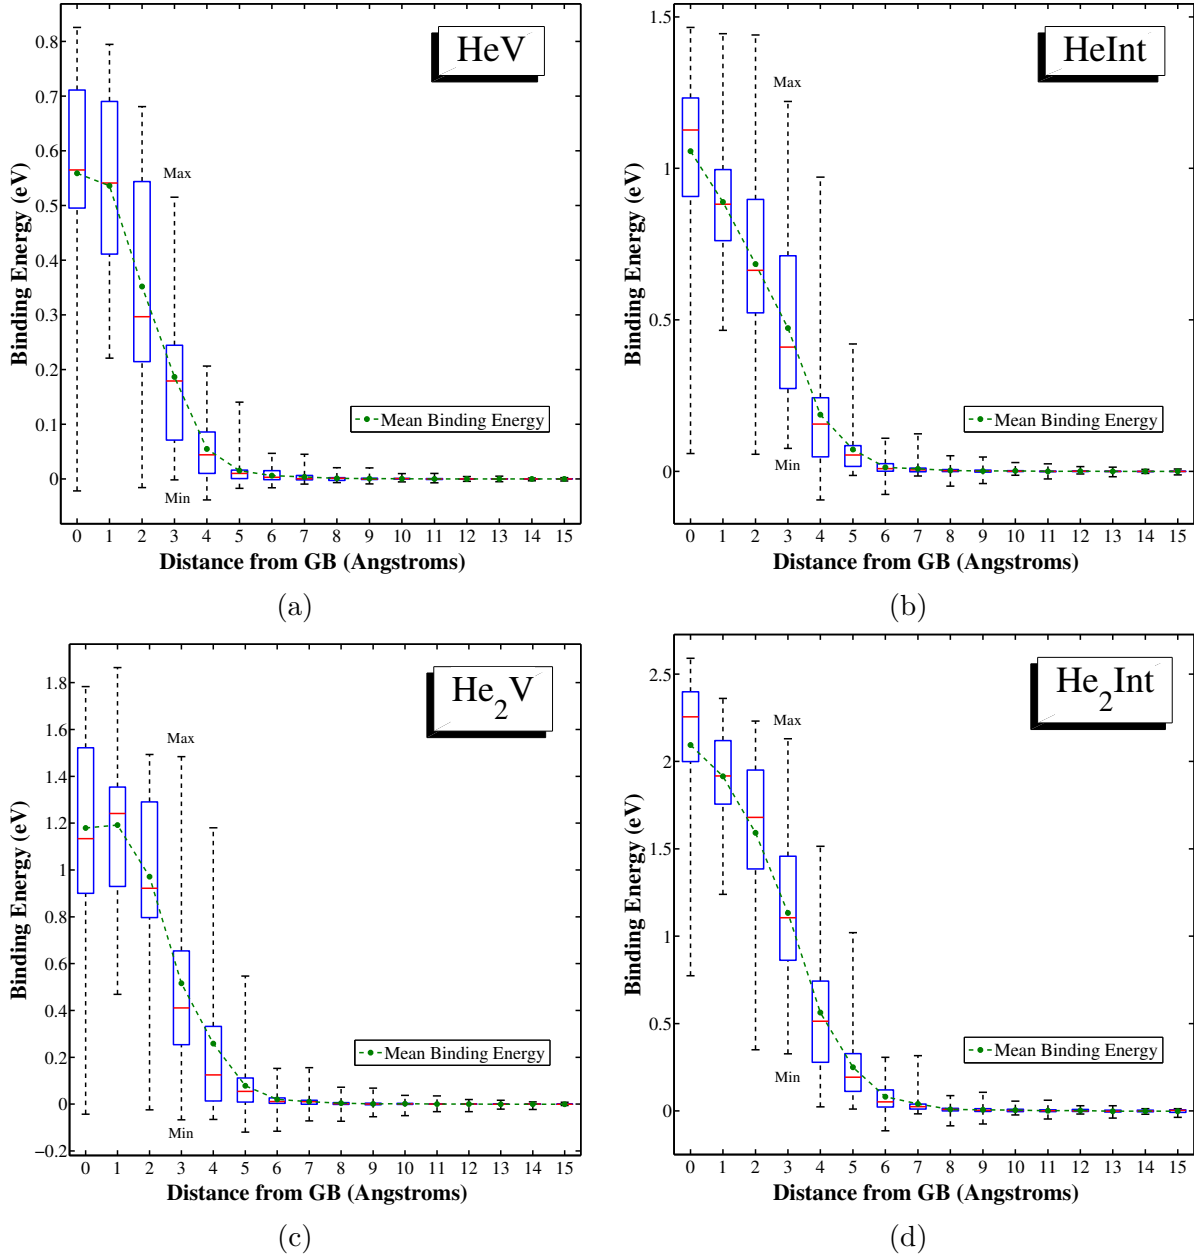 HeV
Binding Energy (eV)
0.8
0.7
0.6
0.5
0.4
0.3
0.2
0.1
0
Max
Min
Mean Binding Energy
0 1 2 3 4 5 6 7 8 9 10 11 12 13 14 15
Distance from GB (Angstroms)
(a)
HeInt
Binding Energy (eV)
1.5
1
0.5
0
Max
Min
Mean Binding Energy
0 1 2 3 4 5 6 7 8 9 10 11 12 13 14 15
Distance from GB (Angstroms)
(b)
He₂V
Binding Energy (eV)
1.8
1.6
1.4
1.2
1
0.8
0.6
0.4
0.2
0
−0.2
Max
Min
Mean Binding Energy
0 1 2 3 4 5 6 7 8 9 10 11 12 13 14 15
Distance from GB (Angstroms)
(c)
He₂Int
Binding Energy (eV)
2.5
2
1.5
1
0.5
0
Max
Min
Mean Binding Energy
0 1 2 3 4 5 6 7 8 9 10 11 12 13 14 15
Distance from GB (Angstroms)
(d)